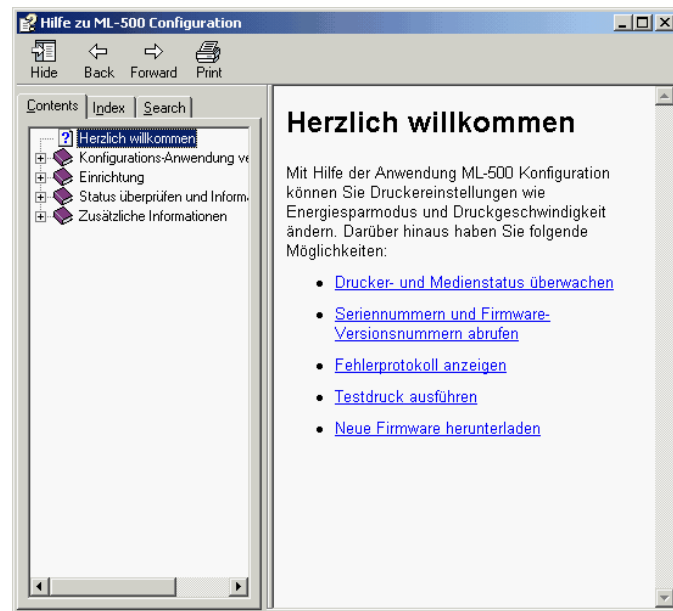 Hilfe zu ML-500 Configuration
Hide Back Forward Print
Contents Index Search
Herzlich willkommen
Konfigurations-Anwendung ve
Einrichtung
Status überprüfen und Inform
Zusätzliche Informationen
Herzlich willkommen
Mit Hilfe der Anwendung ML-500 Konfiguration
können Sie Druckereinstellungen wie
Energiesparmodus und Druckgeschwindigkeit
ändern. Darüber hinaus haben Sie folgende
Möglichkeiten:
• Drucker- und Medienstatus überwachen
• Seriennummern und Firmware-
Versionsnummern abrufen
• Fehlerprotokoll anzeigen
• Testdruck ausführen
• Neue Firmware herunterladen